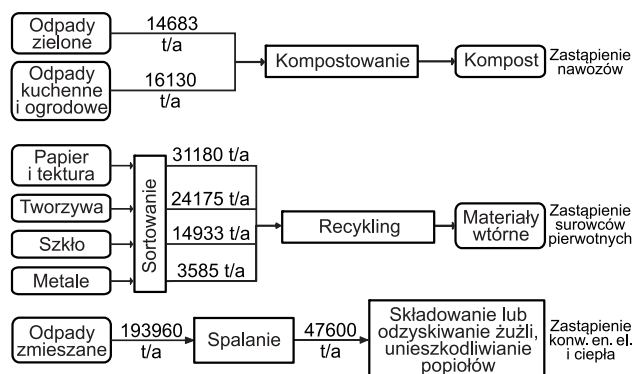 Odpady
zielone
14683
t/a
Odpady
kuchenne
i ogrodowe
16130
t/a
Kompostowanie
Kompost
Zastąpienie
nawozów
Papier
i tektura
Tworzywa
Szkło
Metale
Sortowanie
31180 t/a
24175 t/a
14933 t/a
3585 t/a
Recykling
Materiały
wtórne
Zastąpienie
surowców
pierwotnych
Odpady
zmieszane
193960
t/a
Spalanie
47600
t/a
Składowanie lub
odzyskiwanie żużli,
unieszkodliwianie
popiołów
Zastąpienie
konw. en. el.
i ciepła